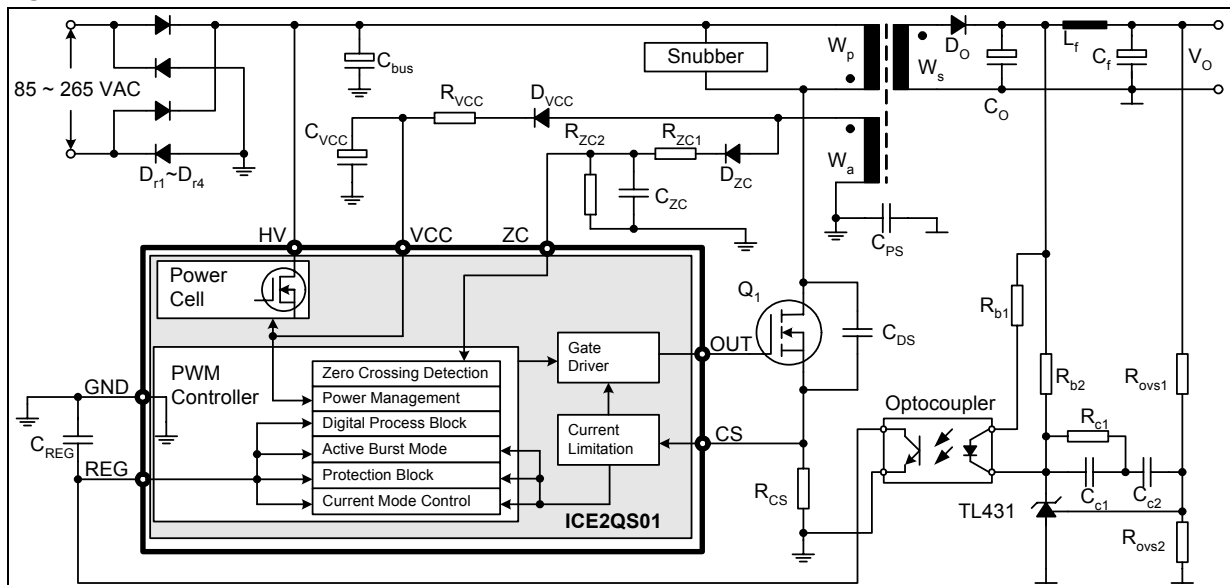 85 ~ 265 VAC
Dr1~Dr4
Cbus
Snubber
Wp
Ws
DO
CO
Lf
Cf
VO
RVCC
DVCC
CVCC
RZC2
RZC1
DZC
CZC
Wa
CPS
HV
VCC
ZC
Power
Cell
Q1
CDS
OUT
Gate
Driver
PWM
Controller
Zero Crossing Detection
Power Management
Digital Process Block
Active Burst Mode
Protection Block
Current Mode Control
Current
Limitation
CS
RCS
GND
CREG
REG
ICE2QS01
Optocoupler
Rb1
Rb2
Rovs1
Rc1
Cc1
Cc2
TL431
Rovs2